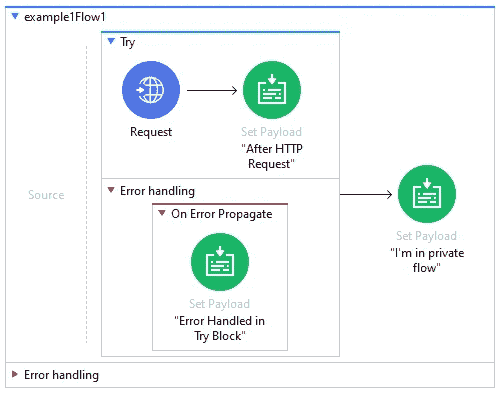 example1Flow1
Try
Request
Set Payload
"After HTTP
Request"
Source
Error handling
On Error Propagate
Set Payload
"Error Handled in
Try Block"
Set Payload
"I'm in private
flow"
Error handling